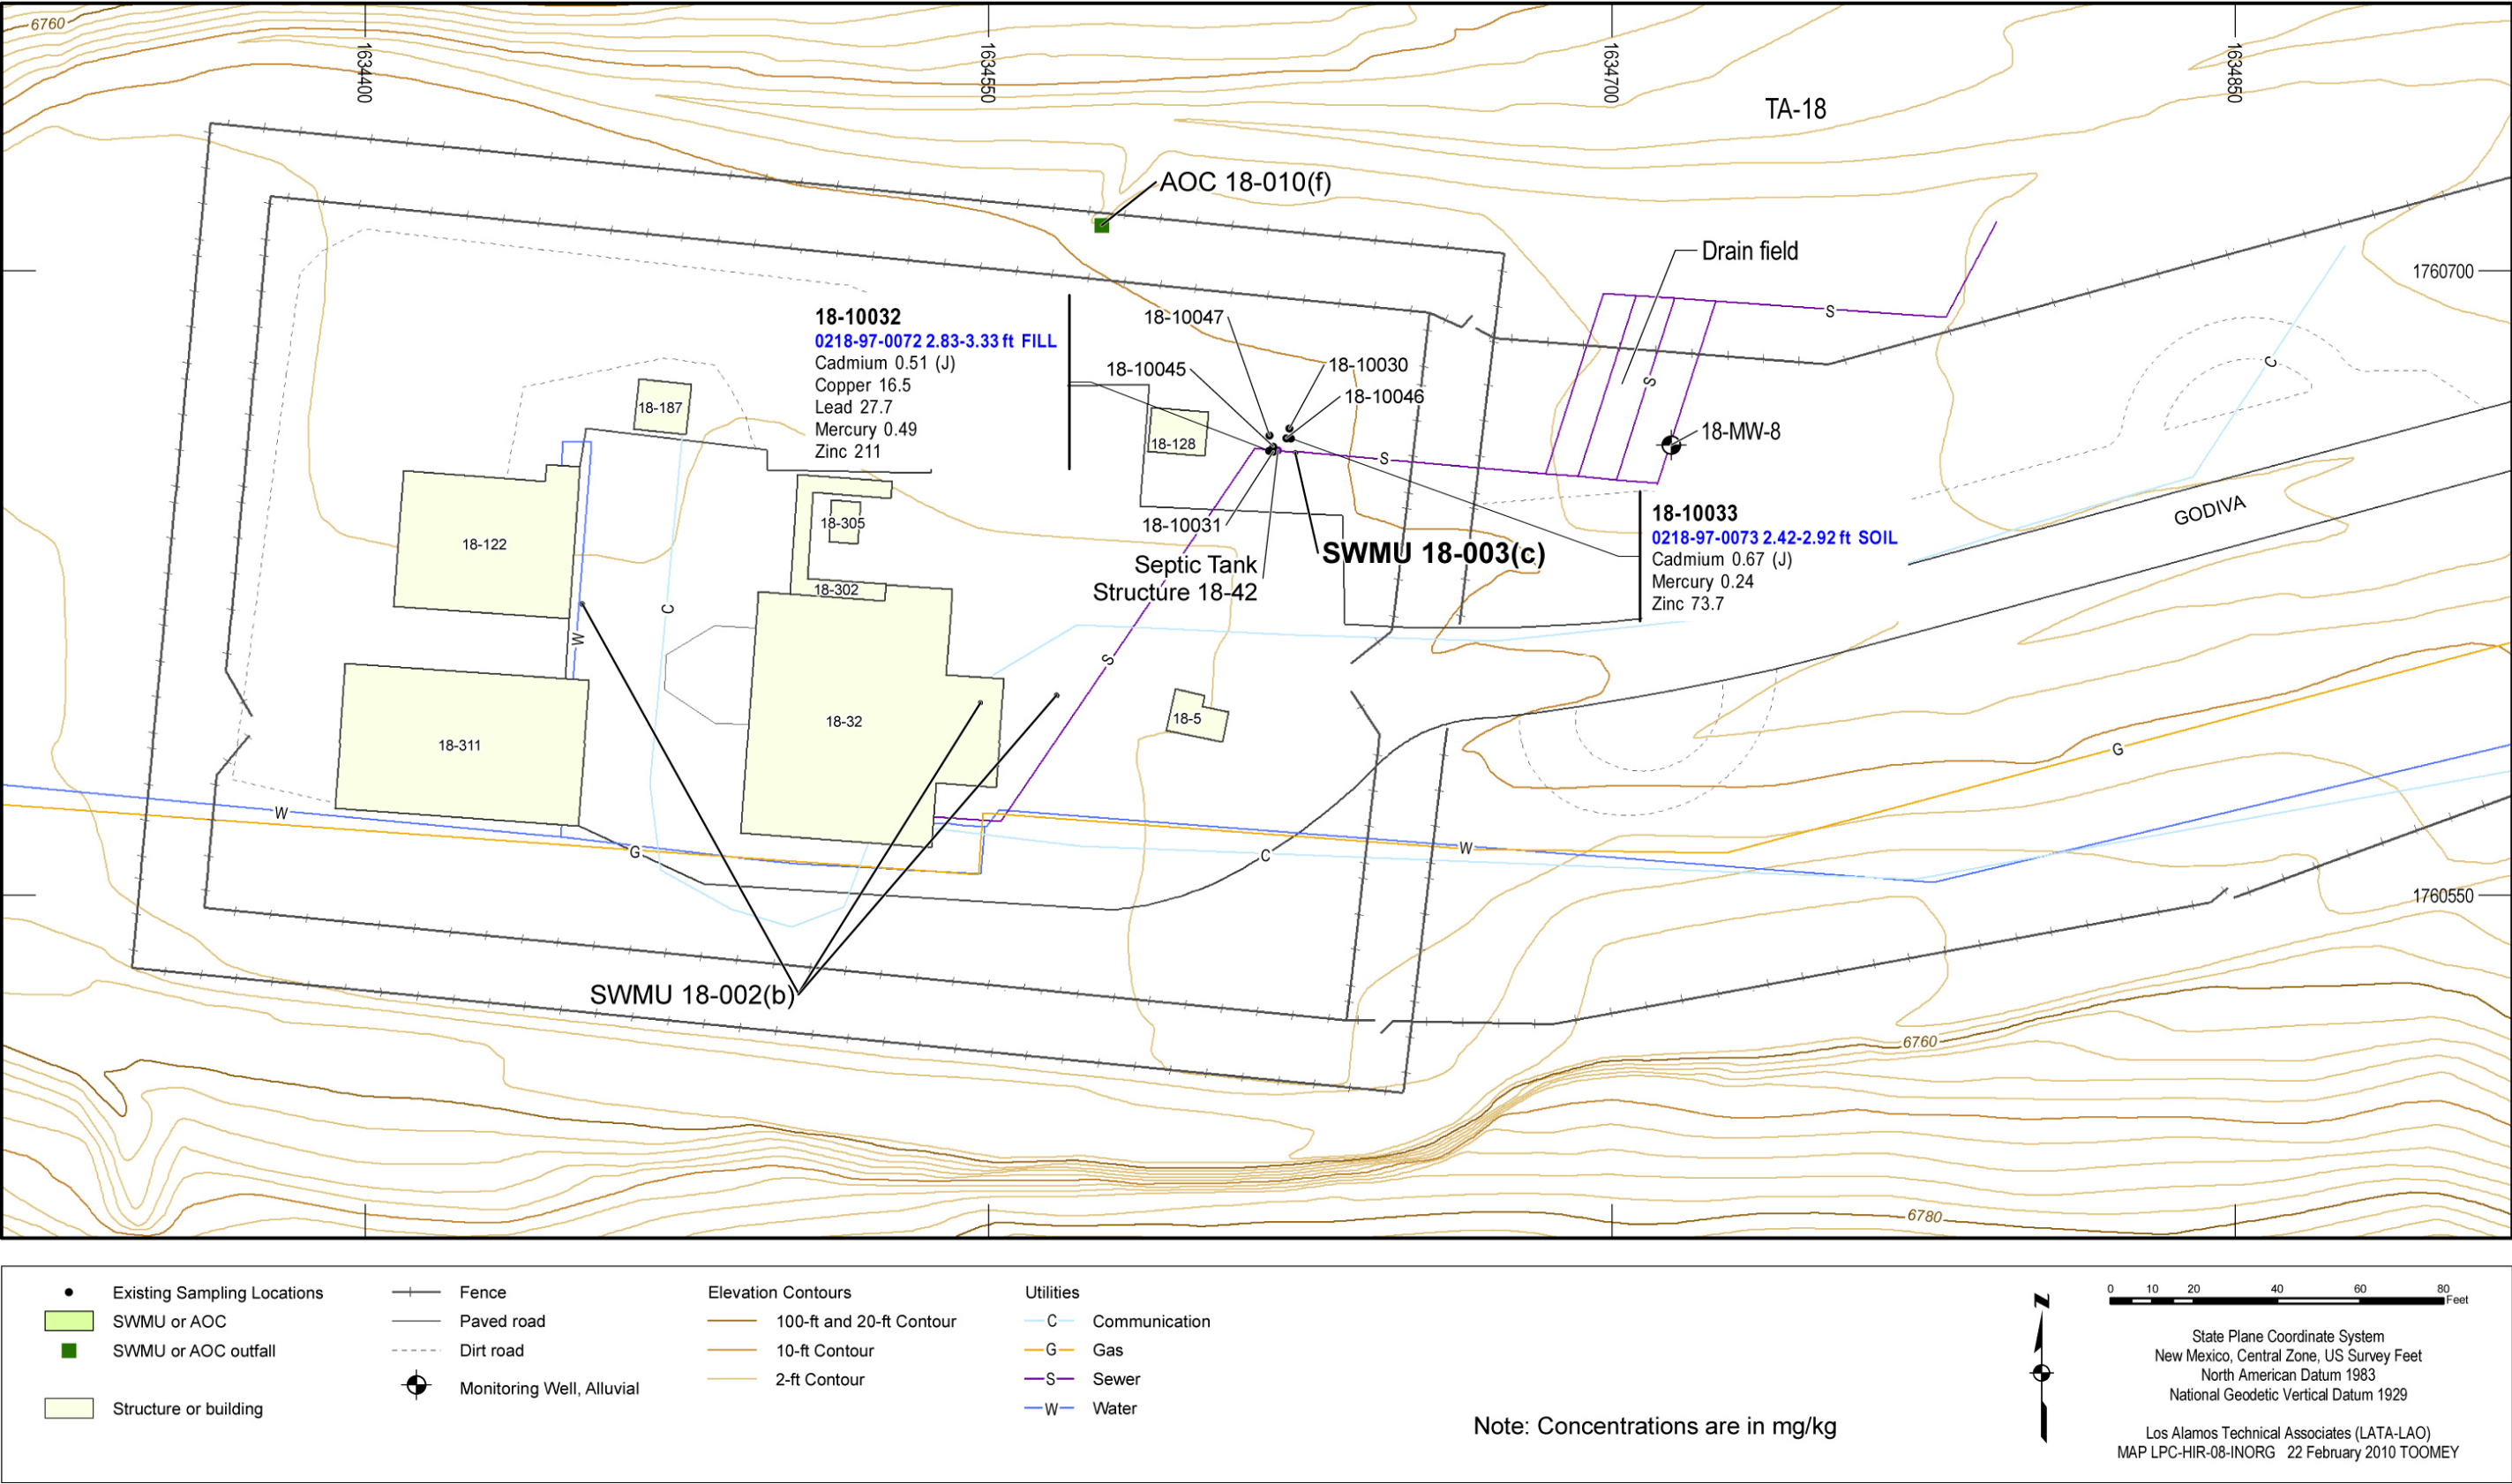 6760
1634400
1634550
1634700
1634850
TA-18
AOC 18-010(f)
Drain field
1760700
18-10032
0218-97-0072 2.83-3.33 ft FILL
Cadmium 0.51 (J)
Copper 16.5
Lead 27.7
Mercury 0.49
Zinc 211
18-10047
18-10045
18-10030
18-10046
S
S
C
18-187
18-128
18-MW-8
S
18-10031
Septic Tank
Structure 18-42
SWMU 18-003(c)
18-10033
0218-97-0073 2.42-2.92 ft SOIL
Cadmium 0.67 (J)
Mercury 0.24
Zinc 73.7
GODIVA
18-122
18-305
18-302
C
W
S
18-311
18-32
18-5
G
W
G
C
W
1760550
SWMU 18-002(b)
6760
6780
Existing Sampling Locations
SWMU or AOC
SWMU or AOC outfall
Structure or building
Fence
Paved road
Dirt road
Monitoring Well, Alluvial
Elevation Contours
100-ft and 20-ft Contour
10-ft Contour
2-ft Contour
Utilities
C Communication
G Gas
S Sewer
W Water
Note: Concentrations are in mg/kg
N
0 10 20 40 60 80
Feet
State Plane Coordinate System
New Mexico, Central Zone, US Survey Feet
North American Datum 1983
National Geodetic Vertical Datum 1929
Los Alamos Technical Associates (LATA-LAO)
MAP LPC-HIR-08-INORG 22 February 2010 TOOMEY